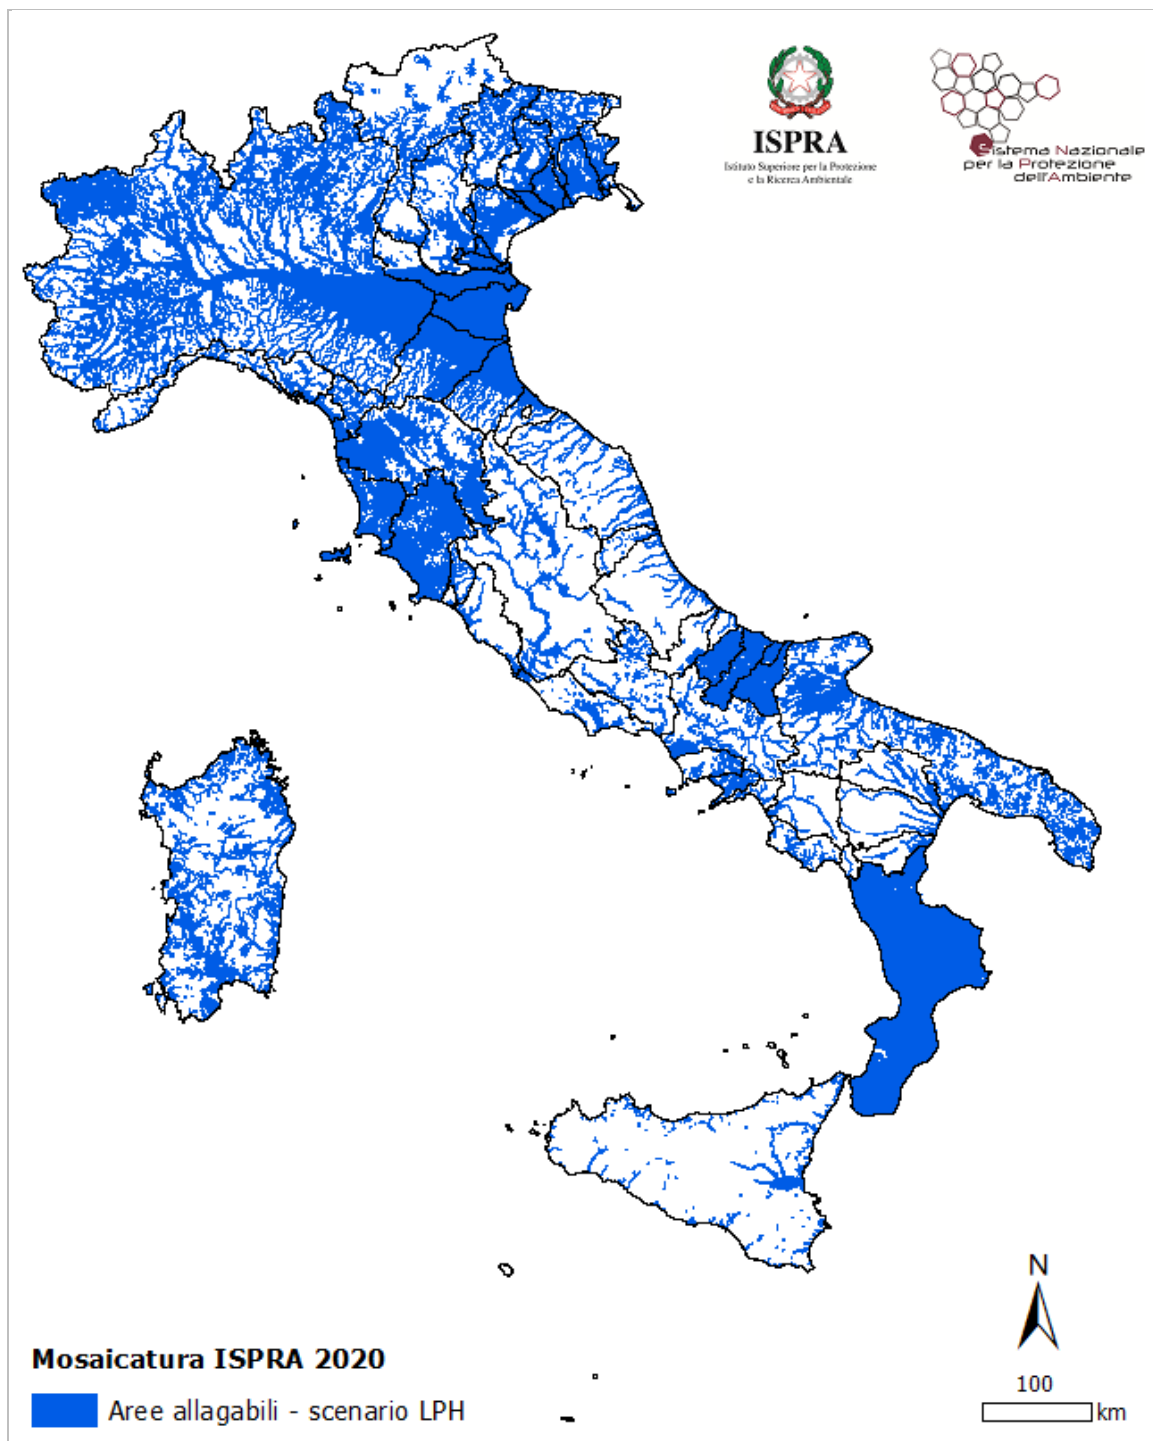 ISPRA
Istituto Superiore per la Protezione
e la Ricerca Ambientale
Sistema Nazionale
per la Protezione
dell'Ambiente
N
100
km
Mosaicatura ISPRA 2020
Aree allagabili - scenario LPH